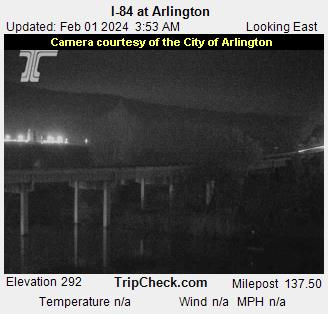 I-84 at Arlington
Updated: Feb 01 2024 3:53 AM Looking East
Camera courtesy of the City of Arlington
Elevation 292 TripCheck.com Milepost 137.50
Temperature n/a Wind n/a MPH n/a